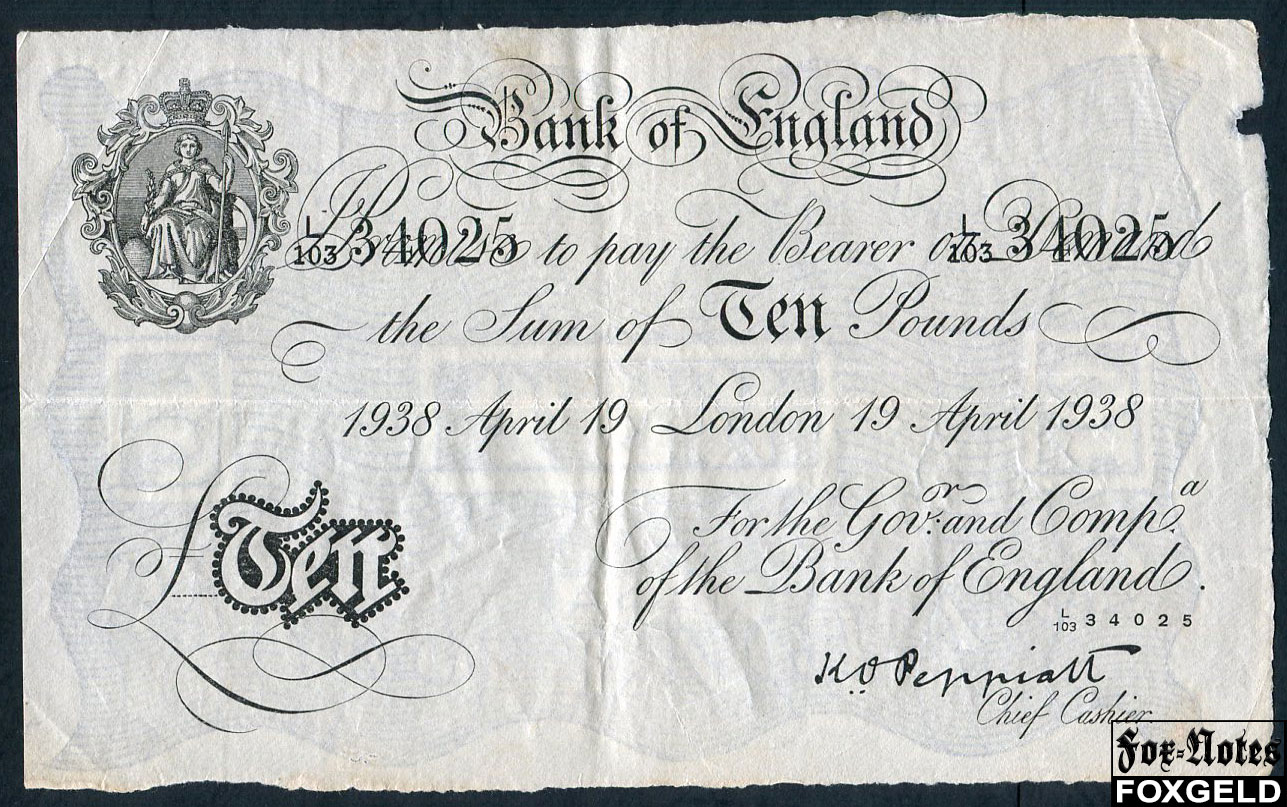 Bank of England
L/103 34025 I Promise to pay the Bearer on Demand L/103 34025
the Sum of Ten Pounds
1938 April 19 London 19 April 1938
For the Govr: and Compa.
of the Bank of England.
L/103 34025
£Ten
K.O. Peppiatt
Chief Cashier.
Fox-Notes
FOXGELD